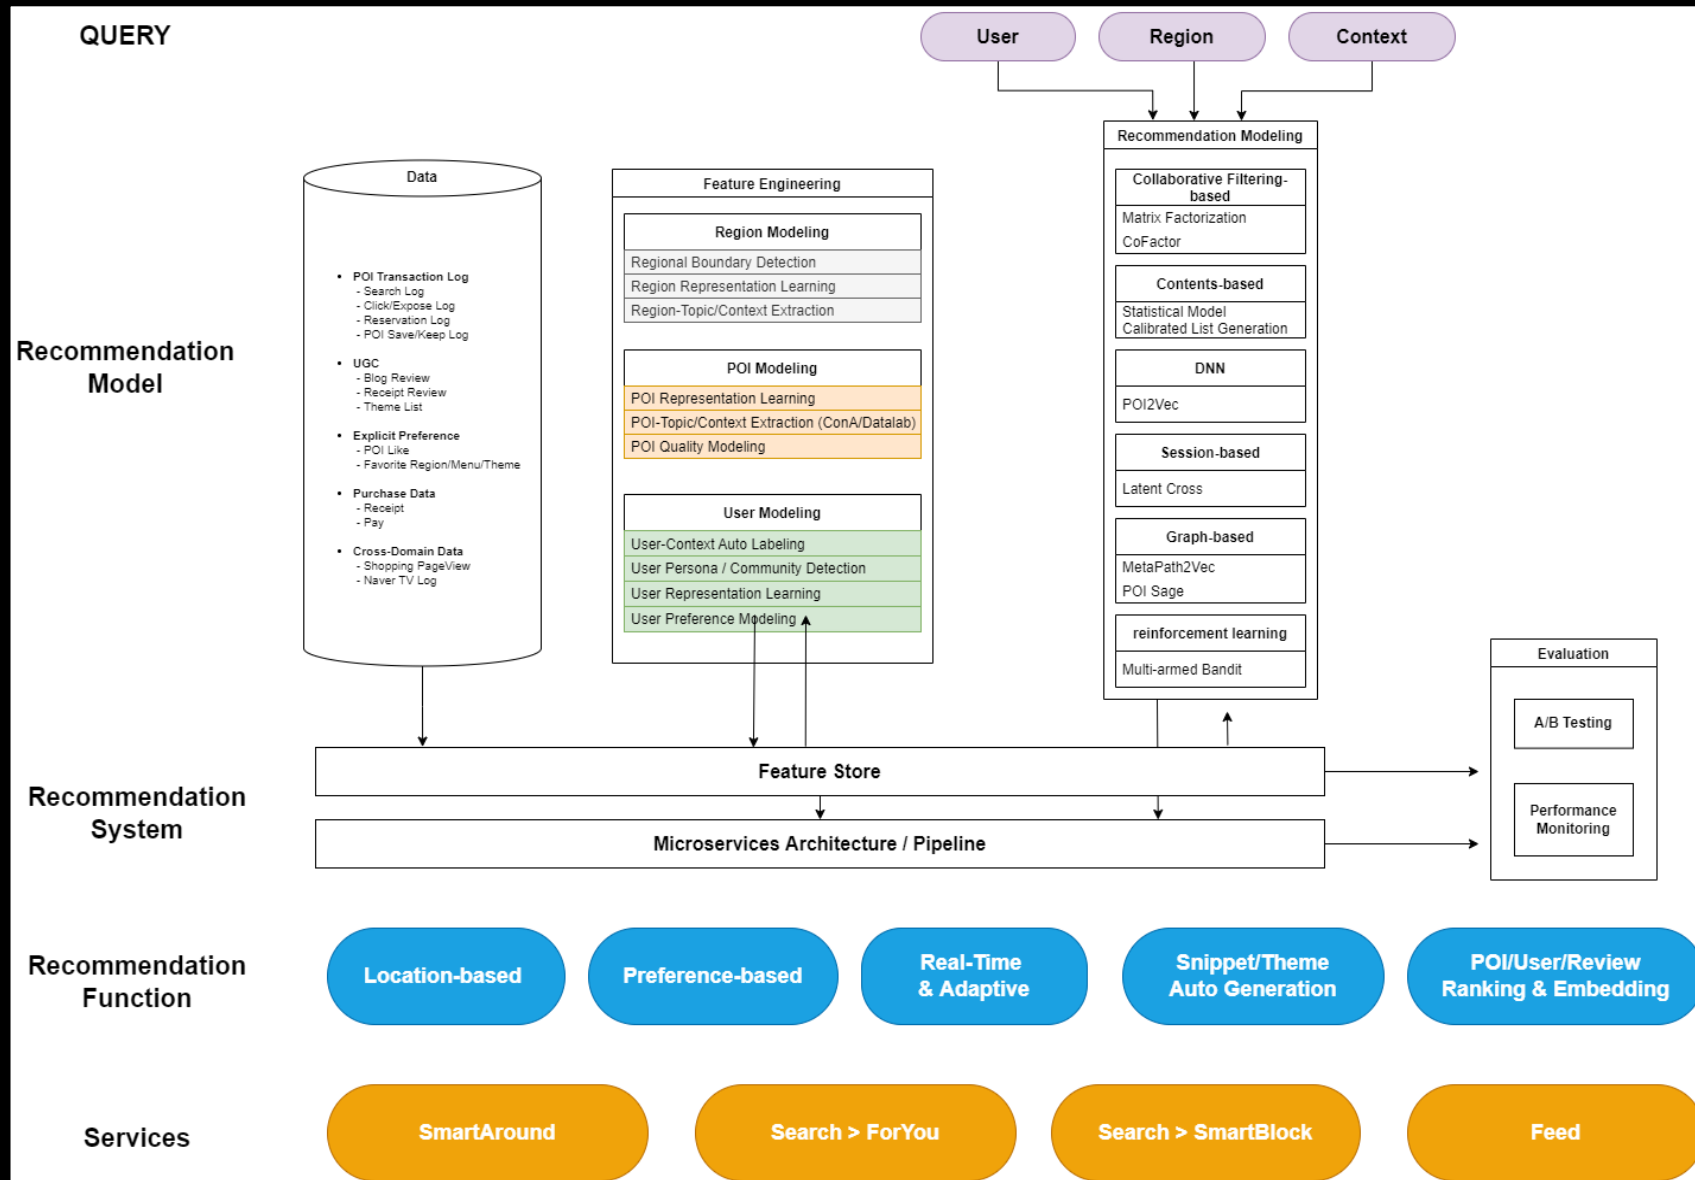 QUERY
User
Region
Context
Recommendation
Model
Data
• POI Transaction Log
- Search Log
- Click/Expose Log
- Reservation Log
- POI Save/Keep Log
• UGC
- Blog Review
- Receipt Review
- Theme List
• Explicit Preference
- POI Like
- Favorite Region/Menu/Theme
• Purchase Data
- Receipt
- Pay
• Cross-Domain Data
- Shopping PageView
- Naver TV Log
Feature Engineering
Region Modeling
Regional Boundary Detection
Region Representation Learning
Region-Topic/Context Extraction
POI Modeling
POI Representation Learning
POI-Topic/Context Extraction (ConA/Datalab)
POI Quality Modeling
User Modeling
User-Context Auto Labeling
User Persona / Community Detection
User Representation Learning
User Preference Modeling
Recommendation Modeling
Collaborative Filtering-
based
Matrix Factorization
CoFactor
Contents-based
Statistical Model
Calibrated List Generation
DNN
POI2Vec
Session-based
Latent Cross
Graph-based
MetaPath2Vec
POI Sage
reinforcement learning
Multi-armed Bandit
Evaluation
A/B Testing
Performance
Monitoring
Recommendation
System
Feature Store
Microservices Architecture / Pipeline
Recommendation
Function
Location-based
Preference-based
Real-Time
& Adaptive
Snippet/Theme
Auto Generation
POI/User/Review
Ranking & Embedding
Services
SmartAround
Search > ForYou
Search > SmartBlock
Feed